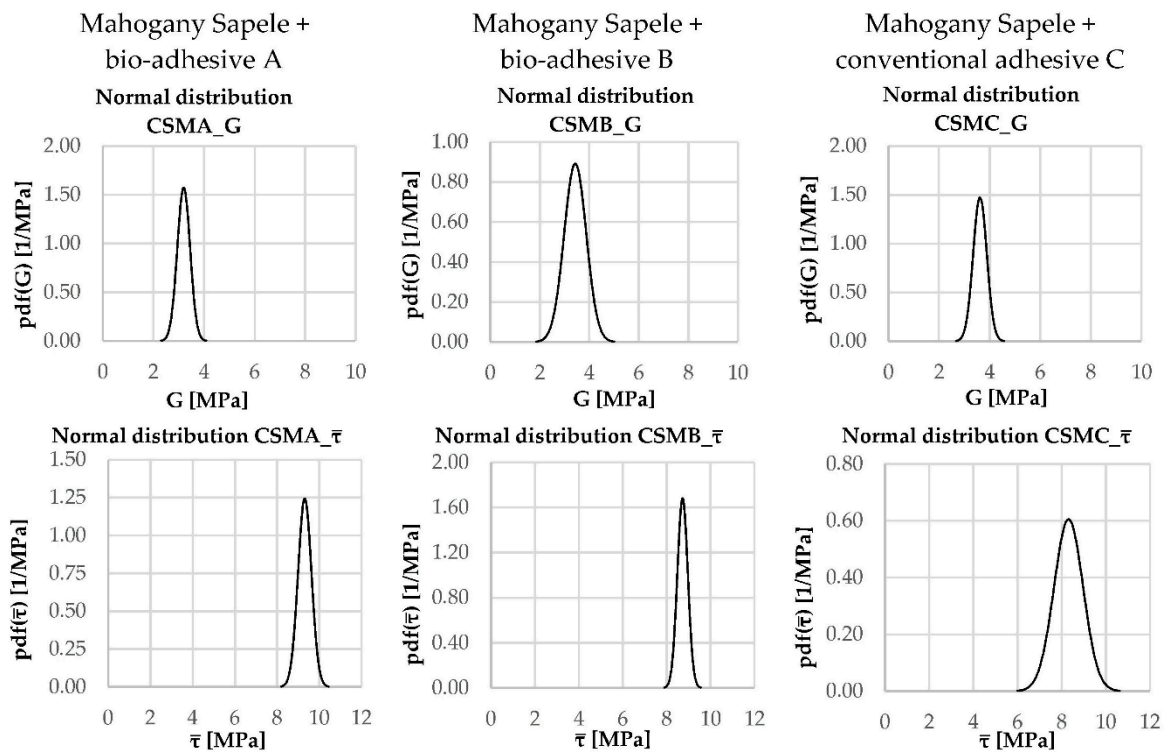 Mahogany Sapele +
bio-adhesive A
Normal distribution
CSMA_G
2.00
1.50
1.00
0.50
0.00
pdf(G) [1/MPa]
0 2 4 6 8 10
G [MPa]
Mahogany Sapele +
bio-adhesive B
Normal distribution
CSMB_G
1.00
0.80
0.60
0.40
0.20
0.00
pdf(G) [1/MPa]
0 2 4 6 8 10
G [MPa]
Mahogany Sapele +
conventional adhesive C
Normal distribution
CSMC_G
2.00
1.50
1.00
0.50
0.00
pdf(G) [1/MPa]
0 2 4 6 8 10
G [MPa]
Normal distribution CSMA_τ̅
1.50
1.25
1.00
0.75
0.50
0.25
0.00
pdf(τ̅) [1/MPa]
0 2 4 6 8 10 12
τ̅ [MPa]
Normal distribution CSMB_τ̅
2.00
1.60
1.20
0.80
0.40
0.00
pdf(τ̅) [1/MPa]
0 2 4 6 8 10 12
τ̅ [MPa]
Normal distribution CSMC_τ̅
0.80
0.60
0.40
0.20
0.00
pdf(τ̅) [1/MPa]
0 2 4 6 8 10 12
τ̅ [MPa]